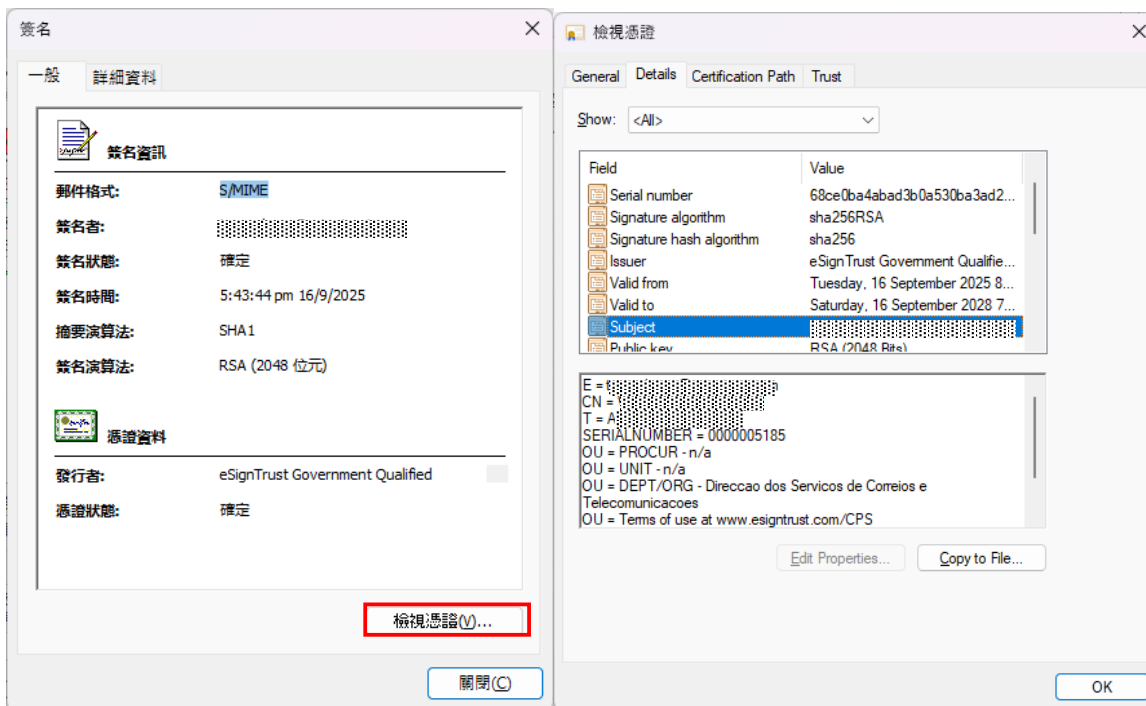 簽名
一般 詳細資料
簽名資訊
郵件格式: S/MIME
簽名者:
簽名狀態: 確定
簽名時間: 5:43:44 pm 16/9/2025
摘要演算法: SHA1
簽名演算法: RSA (2048 位元)
憑證資料
發行者: eSignTrust Government Qualified
憑證狀態: 確定
檢視憑證(V)...
關閉(C)
檢視憑證
General Details Certification Path Trust
Show: <All>
Field Value
Serial number 68ce0ba4abad3b0a530ba3ad2...
Signature algorithm sha256RSA
Signature hash algorithm sha256
Issuer eSignTrust Government Qualifie...
Valid from Tuesday, 16 September 2025 8...
Valid to Saturday, 16 September 2028 7...
Subject
Public key RSA (2048 Bits)
E =
CN =
T = A
SERIALNUMBER = 0000005185
OU = PROCUR - n/a
OU = UNIT - n/a
OU = DEPT/ORG - Direccao dos Servicos de Correios e
Telecomunicacoes
OU = Terms of use at www.esigntrust.com/CPS
Edit Properties... Copy to File...
OK